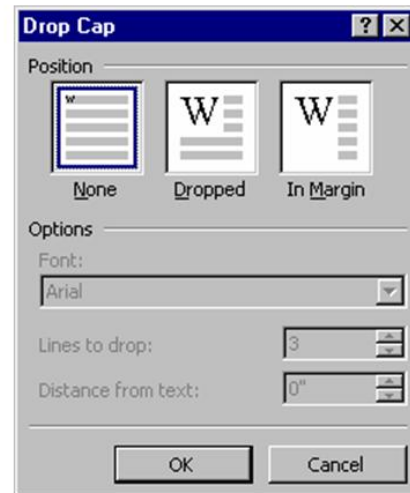 Drop Cap
Position
W W W
None Dropped In Margin
Options
Font:
Arial
Lines to drop: 3
Distance from text: 0"
OK Cancel